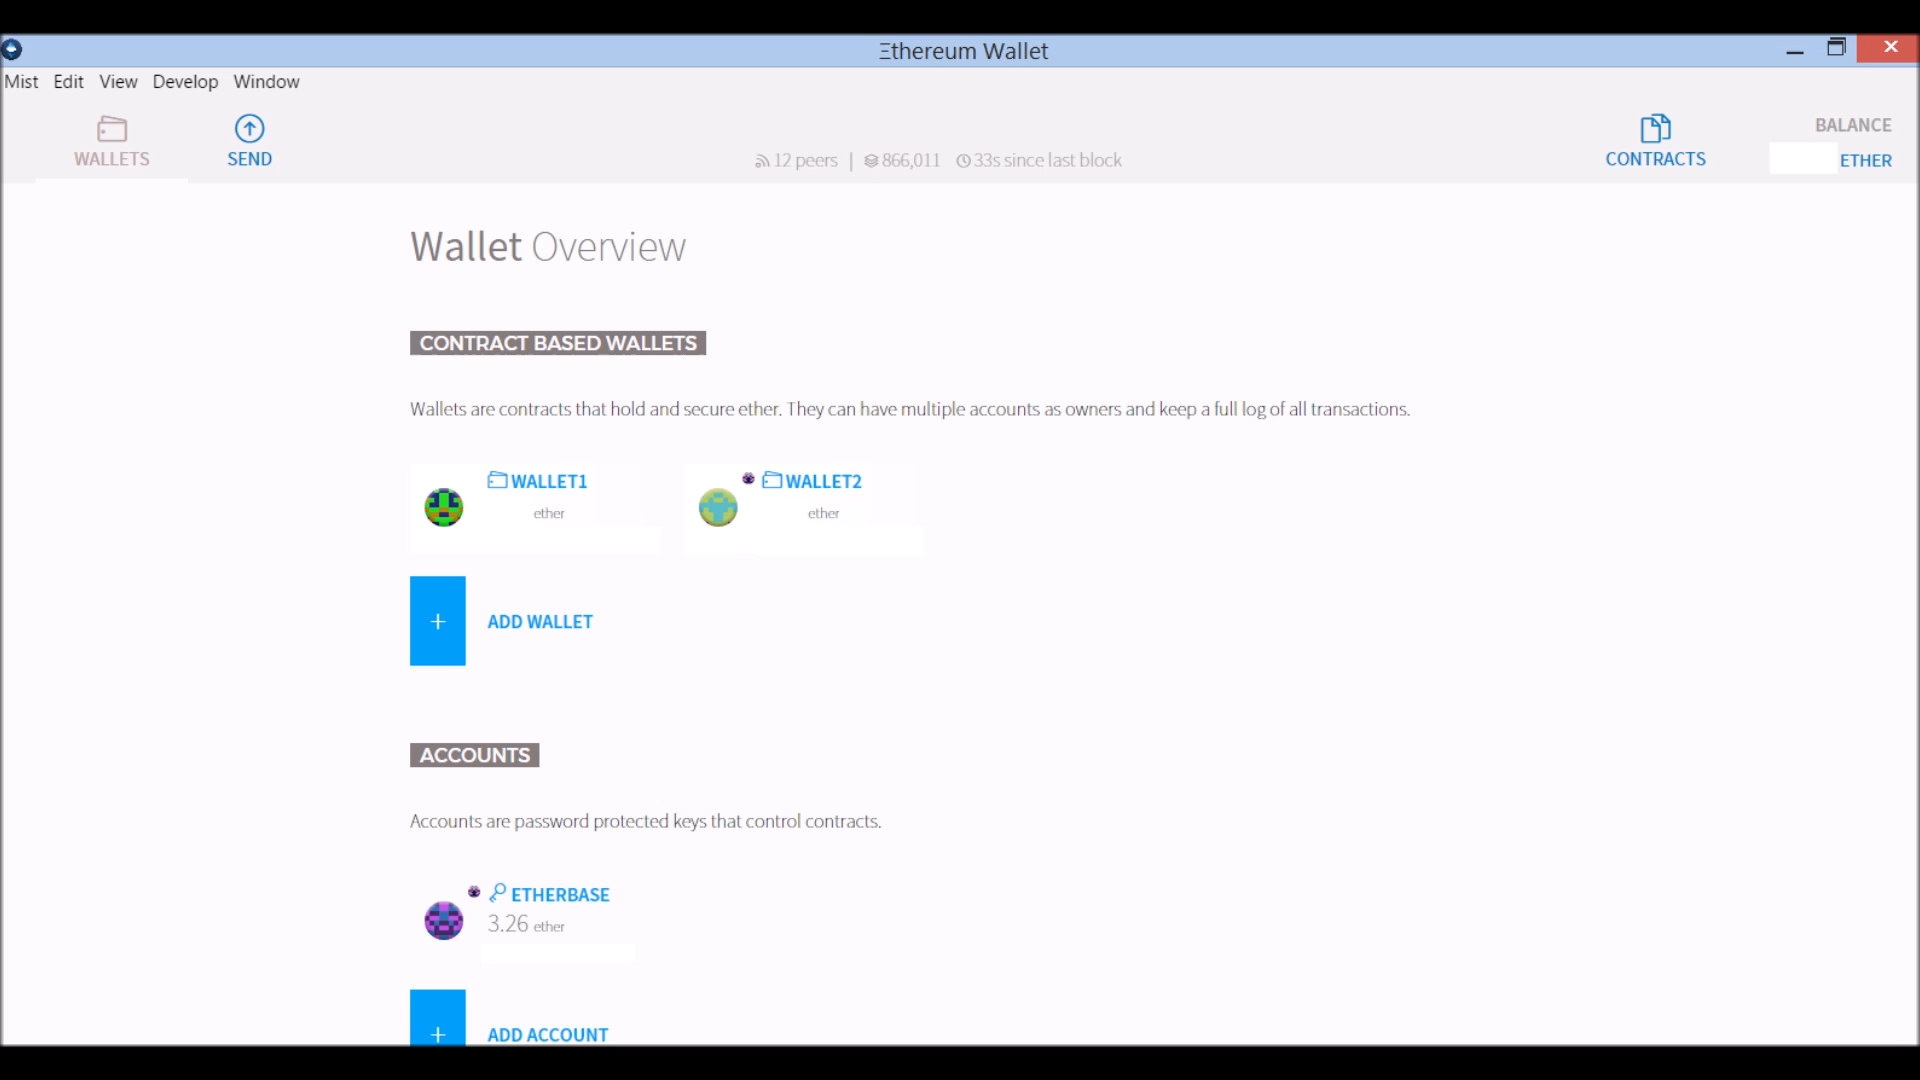 Ξthereum Wallet
Mist Edit View Develop Window
WALLETS SEND 12 peers | 866,011 33s since last block CONTRACTS BALANCE
ETHER
Wallet Overview
CONTRACT BASED WALLETS
Wallets are contracts that hold and secure ether. They can have multiple accounts as owners and keep a full log of all transactions.
WALLET1 WALLET2
ether ether
+ ADD WALLET
ACCOUNTS
Accounts are password protected keys that control contracts.
ETHERBASE
3.26 ether
+ ADD ACCOUNT